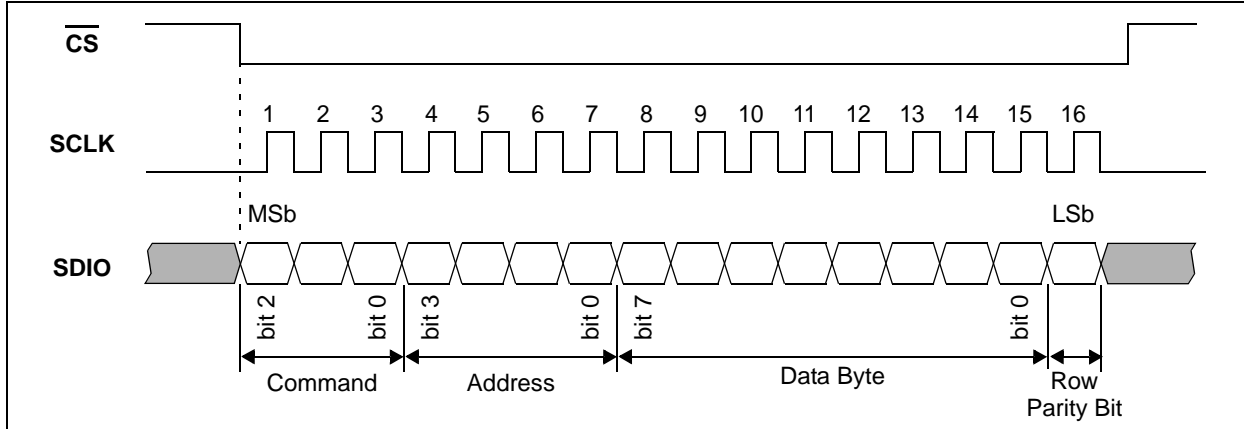 CS
1 2 3 4 5 6 7 8 9 10 11 12 13 14 15 16
SCLK
MSb LSb
SDIO
bit 2 bit 0 bit 3 bit 0 bit 7 bit 0
Command Address Data Byte Row
Parity Bit